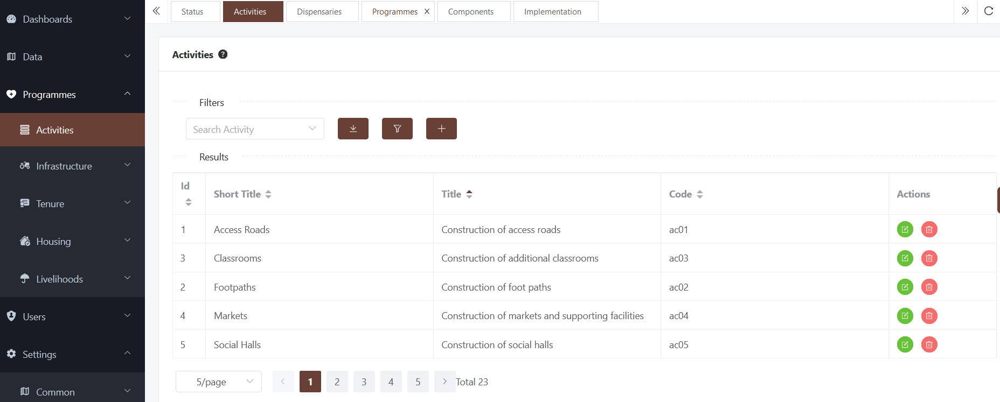 Dashboards
Data
Programmes
Activities
Infrastructure
Tenure
Housing
Livelihoods
Users
Settings
Common
Status Activities Dispensaries Programmes Components Implementation
Activities
Filters
Search Activity
Results
Id Short Title Title Code Actions
1 Access Roads Construction of access roads ac01
3 Classrooms Construction of additional classrooms ac03
2 Footpaths Construction of foot paths ac02
4 Markets Construction of markets and supporting facilities ac04
5 Social Halls Construction of social halls ac05
5/page 1 2 3 4 5 Total 23